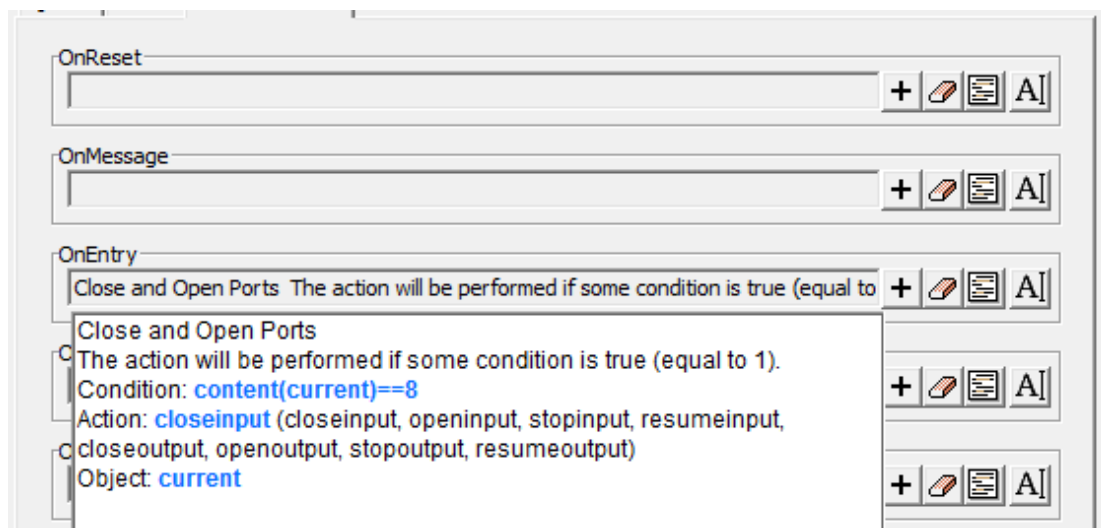 OnReset
OnMessage
OnEntry
Close and Open Ports The action will be performed if some condition is true (equal to
Close and Open Ports
The action will be performed if some condition is true (equal to 1).
Condition: content(current)==8
Action: closeinput (closeinput, openinput, stopinput, resumeinput,
closeoutput, openoutput, stopoutput, resumeoutput)
Object: current